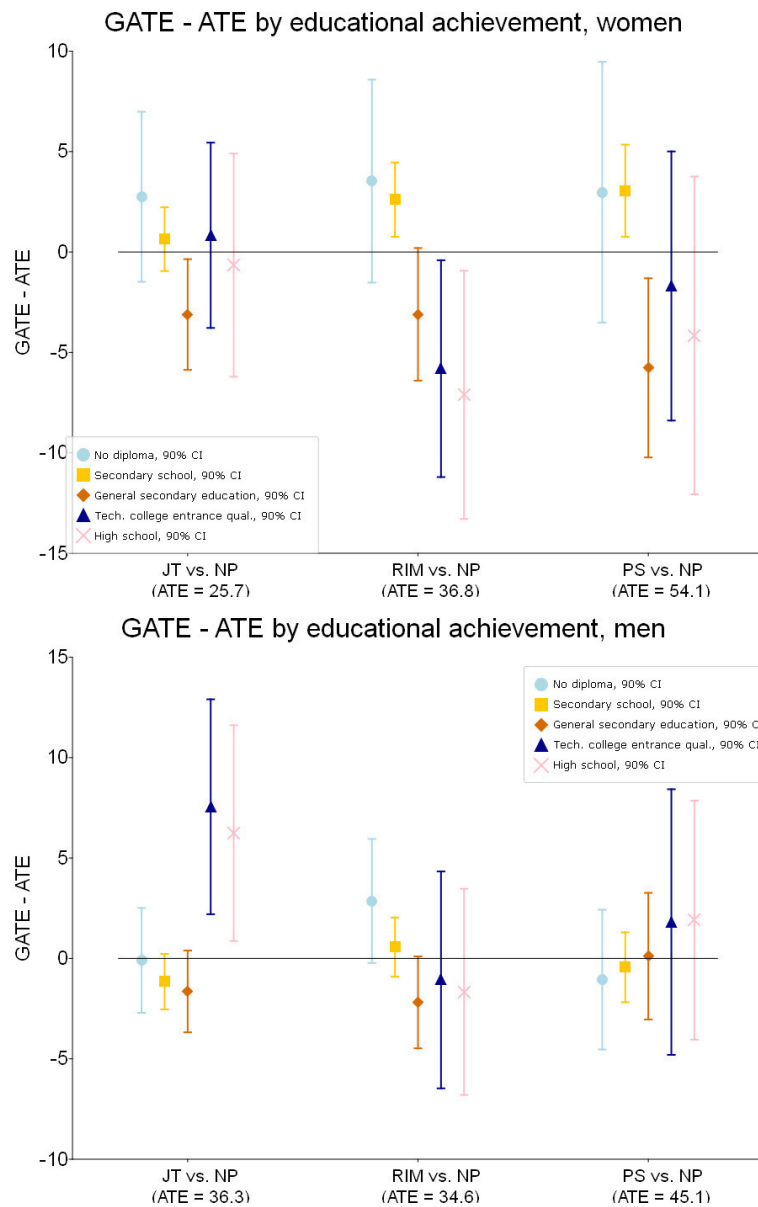 GATE - ATE by educational achievement, women
10
5
0
-5
-10
-15
GATE - ATE
No diploma, 90% CI
Secondary school, 90% CI
General secondary education, 90% CI
Tech. college entrance qual., 90% CI
High school, 90% CI
JT vs. NP
(ATE = 25.7)
RIM vs. NP
(ATE = 36.8)
PS vs. NP
(ATE = 54.1)
GATE - ATE by educational achievement, men
15
10
5
0
-5
-10
GATE - ATE
No diploma, 90% CI
Secondary school, 90% CI
General secondary education, 90% CI
Tech. college entrance qual., 90% CI
High school, 90% CI
JT vs. NP
(ATE = 36.3)
RIM vs. NP
(ATE = 34.6)
PS vs. NP
(ATE = 45.1)